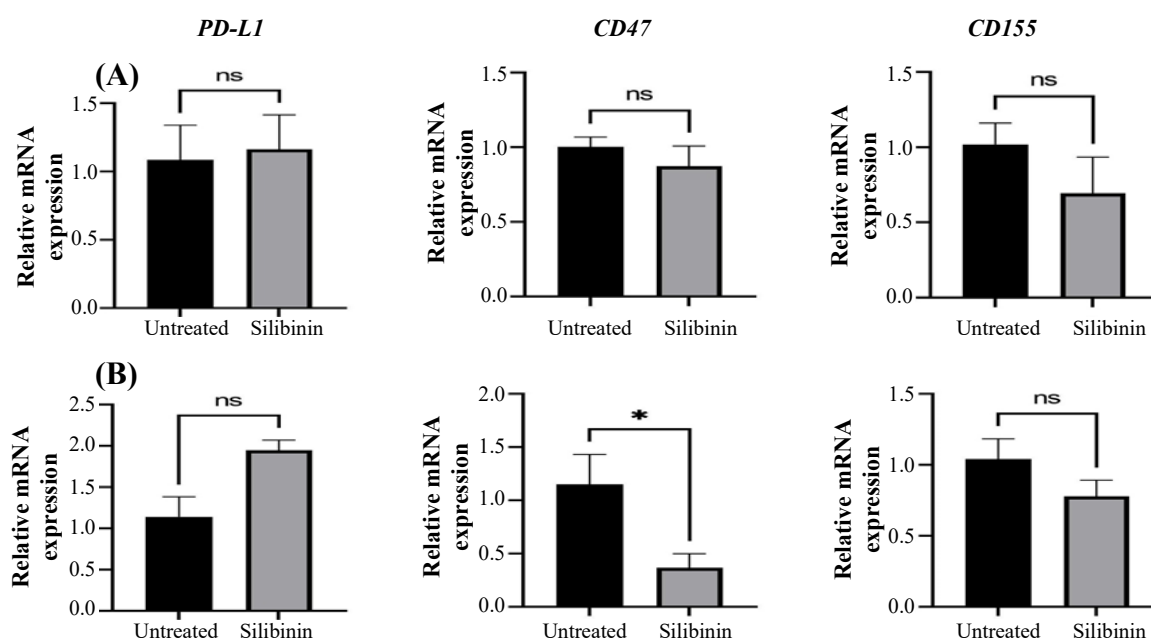 PD-L1
CD47
CD155
(A)
Relative mRNA
expression
1.5
1.0
0.5
0.0
ns
Untreated
Silibinin
Relative mRNA
expression
1.5
1.0
0.5
0.0
ns
Untreated
Silibinin
Relative mRNA
expression
1.5
1.0
0.5
0.0
ns
Untreated
Silibinin
(B)
Relative mRNA
expression
2.5
2.0
1.5
1.0
0.5
0.0
ns
Untreated
Silibinin
Relative mRNA
expression
2.0
1.5
1.0
0.5
0.0
*
Untreated
Silibinin
Relative mRNA
expression
1.5
1.0
0.5
0.0
ns
Untreated
Silibinin